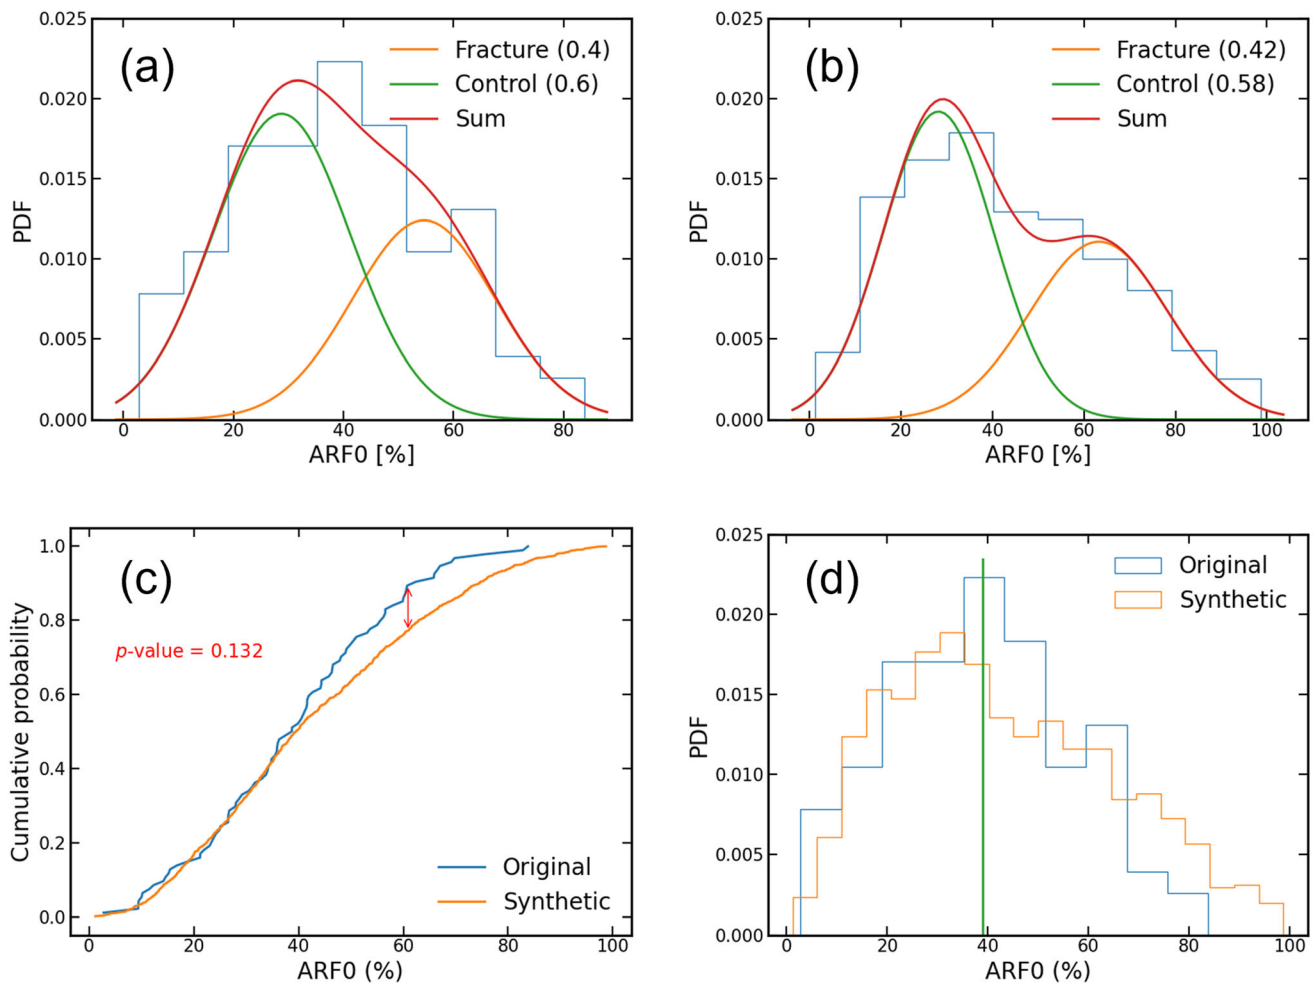 (a)
Fracture (0.4)
Control (0.6)
Sum
0.025
0.020
0.015
0.010
0.005
0.000
PDF
0 20 40 60 80
ARF0 [%]
(b)
Fracture (0.42)
Control (0.58)
Sum
0.025
0.020
0.015
0.010
0.005
0.000
PDF
0 20 40 60 80 100
ARF0 [%]
(c)
p-value = 0.132
1.0
0.8
0.6
0.4
0.2
0.0
Cumulative probability
Original
Synthetic
0 20 40 60 80 100
ARF0 (%)
(d)
Original
Synthetic
0.025
0.020
0.015
0.010
0.005
0.000
PDF
0 20 40 60 80 100
ARF0 (%)